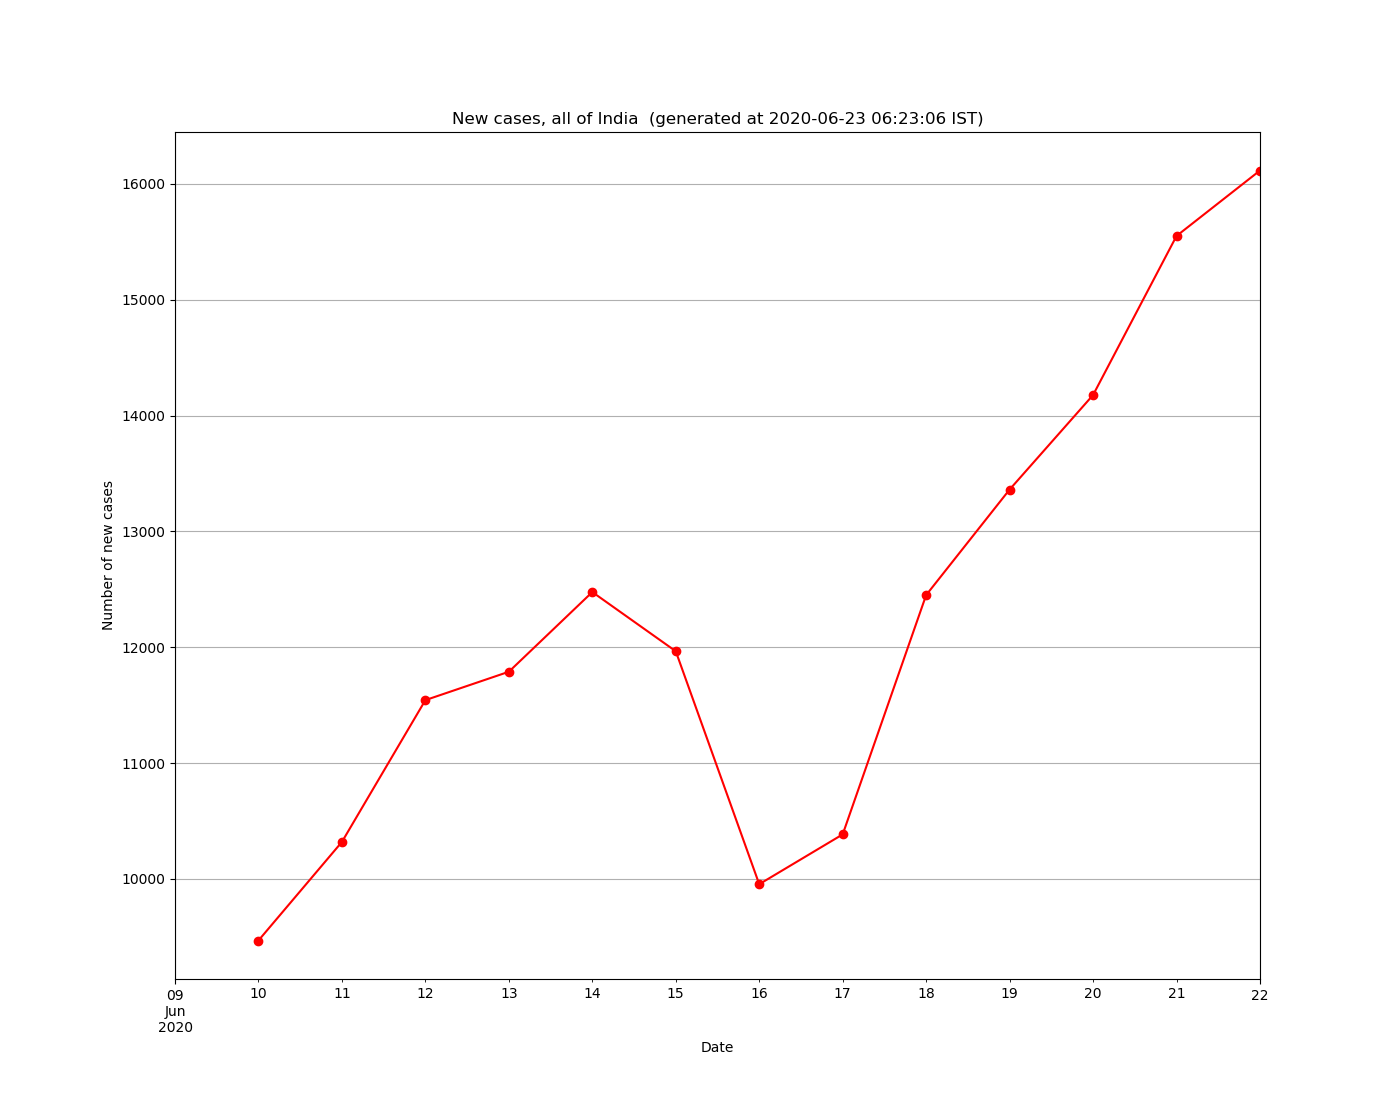 New cases, all of India  (generated at 2020-06-23 06:23:06 IST)
16000
15000
14000
13000
12000
11000
10000
Number of new cases
09 10 11 12 13 14 15 16 17 18 19 20 21 22
Jun
2020
Date